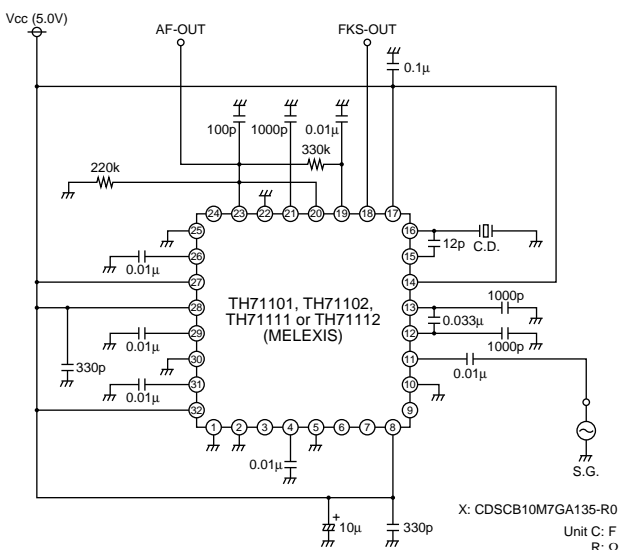 Vcc (5.0V)
AF-OUT
FKS-OUT
0.1μ
100p
1000p
0.01μ
330k
220k
24
23
22
21
20
19
18
17
25
16
12p
C.D.
26
0.01μ
15
27
14
28
13
1000p
TH71101, TH71102,
TH71111 or TH71112
(MELEXIS)
0.033μ
29
0.01μ
12
1000p
330p
30
11
0.01μ
31
0.01μ
10
32
9
1
2
3
4
5
6
7
8
0.01μ
S.G.
+
10μ
330p
X: CDSCB10M7GA135-R0
Unit C: F
R: Ω